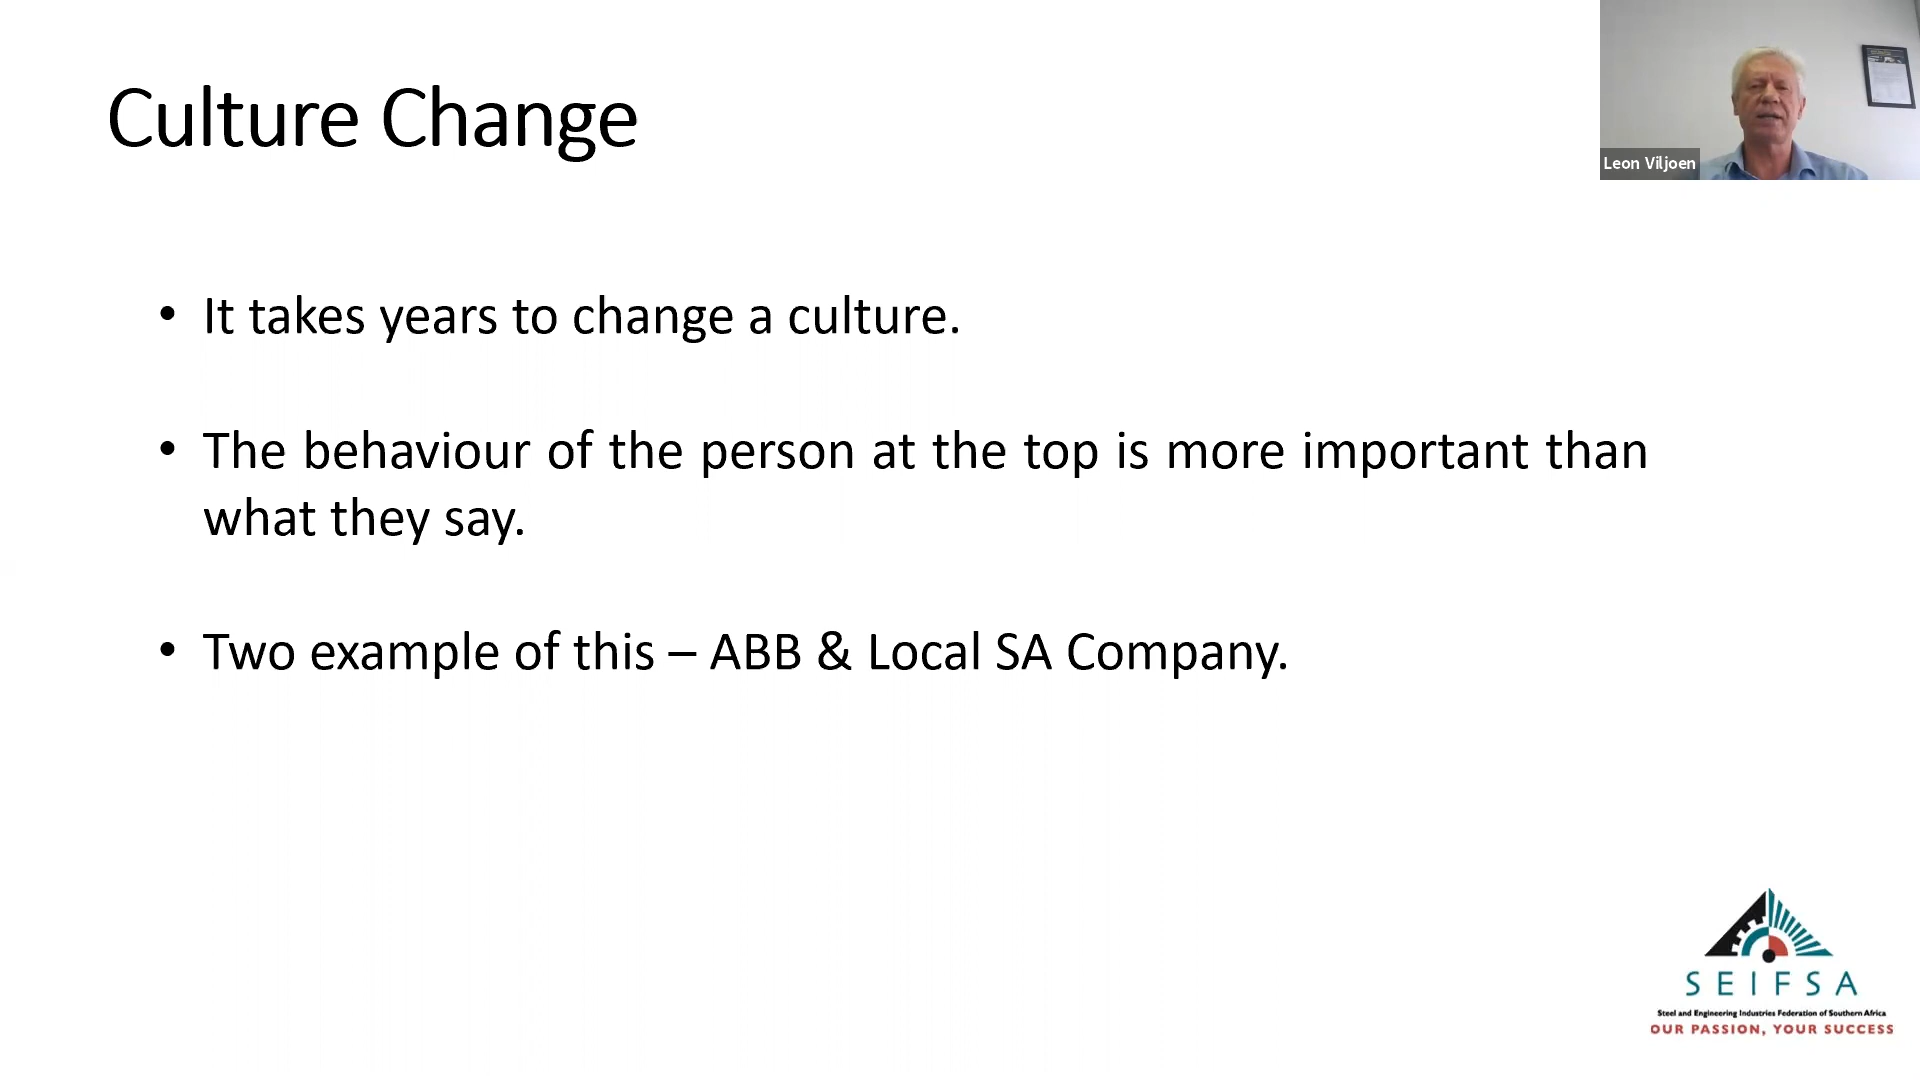 Culture Change
Leon Viljoen
• It takes years to change a culture.
• The behaviour of the person at the top is more important than
what they say.
• Two example of this – ABB & Local SA Company.
SEIFSA
Steel and Engineering Industries Federation of Southern Africa
OUR PASSION, YOUR SUCCESS